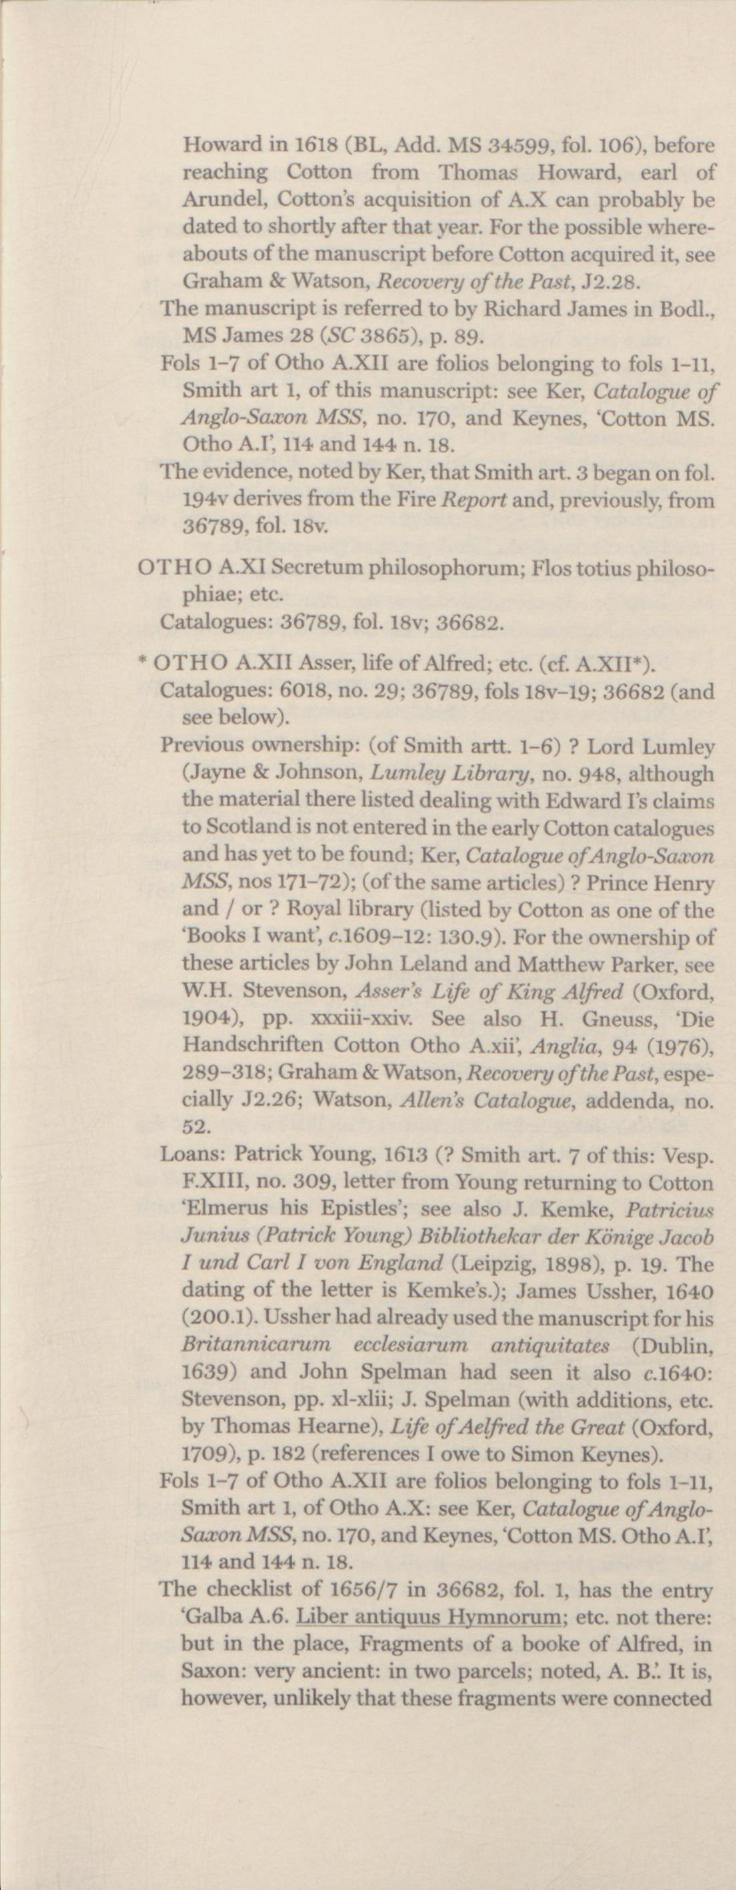 Howard in 1618 (BL, Add. MS 34599, fol. 106), before
reaching Cotton from Thomas Howard, earl of
Arundel, Cotton's acquisition of A.X can probably be
dated to shortly after that year. For the possible where-
abouts of the manuscript before Cotton acquired it, see
Graham & Watson, Recovery of the Past, J2.28.
The manuscript is referred to by Richard James in Bodl.,
MS James 28 (SC 3865), p. 89.
Fols 1–7 of Otho A.XII are folios belonging to fols 1–11,
Smith art 1, of this manuscript: see Ker, Catalogue of
Anglo-Saxon MSS, no. 170, and Keynes, ‘Cotton MS.
Otho A.I’, 114 and 144 n. 18.
The evidence, noted by Ker, that Smith art. 3 began on fol.
194v derives from the Fire Report and, previously, from
36789, fol. 18v.
OTHO A.XI Secretum philosophorum; Flos totius philoso-
phiae; etc.
Catalogues: 36789, fol. 18v; 36682.
* OTHO A.XII Asser, life of Alfred; etc. (cf. A.XII*).
Catalogues: 6018, no. 29; 36789, fols 18v–19; 36682 (and
see below).
Previous ownership: (of Smith artt. 1–6) ? Lord Lumley
(Jayne & Johnson, Lumley Library, no. 948, although
the material there listed dealing with Edward I's claims
to Scotland is not entered in the early Cotton catalogues
and has yet to be found; Ker, Catalogue of Anglo-Saxon
MSS, nos 171–72); (of the same articles) ? Prince Henry
and / or ? Royal library (listed by Cotton as one of the
‘Books I want’, c.1609–12: 130.9). For the ownership of
these articles by John Leland and Matthew Parker, see
W.H. Stevenson, Asser's Life of King Alfred (Oxford,
1904), pp. xxxiii-xxiv. See also H. Gneuss, ‘Die
Handschriften Cotton Otho A.xii’, Anglia, 94 (1976),
289–318; Graham & Watson, Recovery of the Past, espe-
cially J2.26; Watson, Allen's Catalogue, addenda, no.
52.
Loans: Patrick Young, 1613 (? Smith art. 7 of this: Vesp.
F.XIII, no. 309, letter from Young returning to Cotton
‘Elmerus his Epistles’; see also J. Kemke, Patricius
Junius (Patrick Young) Bibliothekar der Könige Jacob
I und Carl I von England (Leipzig, 1898), p. 19. The
dating of the letter is Kemke's.); James Ussher, 1640
(200.1). Ussher had already used the manuscript for his
Britannicarum ecclesiarum antiquitates (Dublin,
1639) and John Spelman had seen it also c.1640:
Stevenson, pp. xl-xlii; J. Spelman (with additions, etc.
by Thomas Hearne), Life of Aelfred the Great (Oxford,
1709), p. 182 (references I owe to Simon Keynes).
Fols 1–7 of Otho A.XII are folios belonging to fols 1–11,
Smith art 1, of Otho A.X: see Ker, Catalogue of Anglo-
Saxon MSS, no. 170, and Keynes, ‘Cotton MS. Otho A.I’,
114 and 144 n. 18.
The checklist of 1656/7 in 36682, fol. 1, has the entry
‘Galba A.6. Liber antiquus Hymnorum; etc. not there:
but in the place, Fragments of a booke of Alfred, in
Saxon: very ancient: in two parcels; noted, A. B.’. It is,
however, unlikely that these fragments were connected